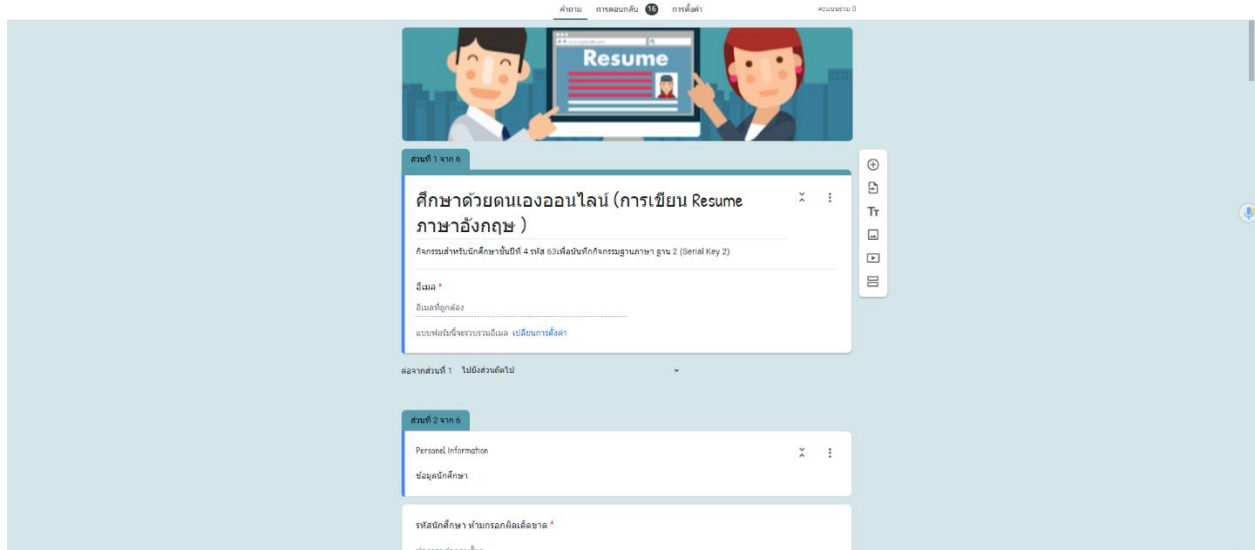 คำถาม การตอบกลับ 16 การตั้งค่า คะแนนรวม 0
Resume
ส่วนที่ 1 จาก 6
ศึกษาด้วยตนเองออนไลน์ (การเขียน Resume
ภาษาอังกฤษ )
กิจกรรมสำหรับนักศึกษาชั้นปีที่ 4 รหัส 63เพื่อบันทึกกิจกรรมฐานภาษา ฐาน 2 (Serial Key 2)
อีเมล *
อีเมลที่ถูกต้อง
แบบฟอร์มนี้จะรวบรวมอีเมล เปลี่ยนการตั้งค่า
ต่อจากส่วนที่ 1 ไปยังส่วนถัดไป
ส่วนที่ 2 จาก 6
Personel Information
ข้อมูลนักศึกษา
รหัสนักศึกษา ห้ามกรอกผิดเด็ดขาด *